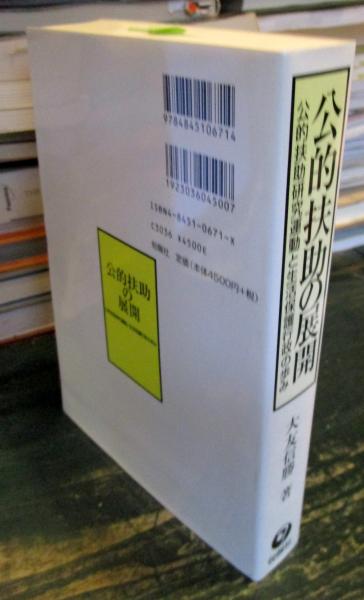 公的扶助の展開
公的扶助研究運動と生活保護行政の歩み
大友信勝 著
旬報社
9784845106714
1923036045007
ISBN4-8451-0671-X
C3036 ¥4500E
旬報社 定価(本体4500円+税)
公的扶助
の
展開